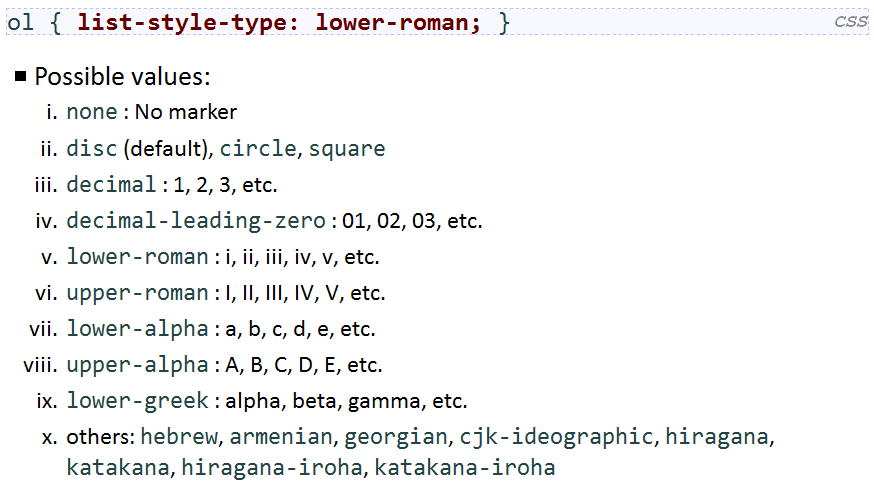 ol { list-style-type: lower-roman; } CSS
■ Possible values:
i. none : No marker
ii. disc (default), circle, square
iii. decimal : 1, 2, 3, etc.
iv. decimal-leading-zero : 01, 02, 03, etc.
v. lower-roman : i, ii, iii, iv, v, etc.
vi. upper-roman : I, II, III, IV, V, etc.
vii. lower-alpha : a, b, c, d, e, etc.
viii. upper-alpha : A, B, C, D, E, etc.
ix. lower-greek : alpha, beta, gamma, etc.
x. others: hebrew, armenian, georgian, cjk-ideographic, hiragana,
katakana, hiragana-iroha, katakana-iroha